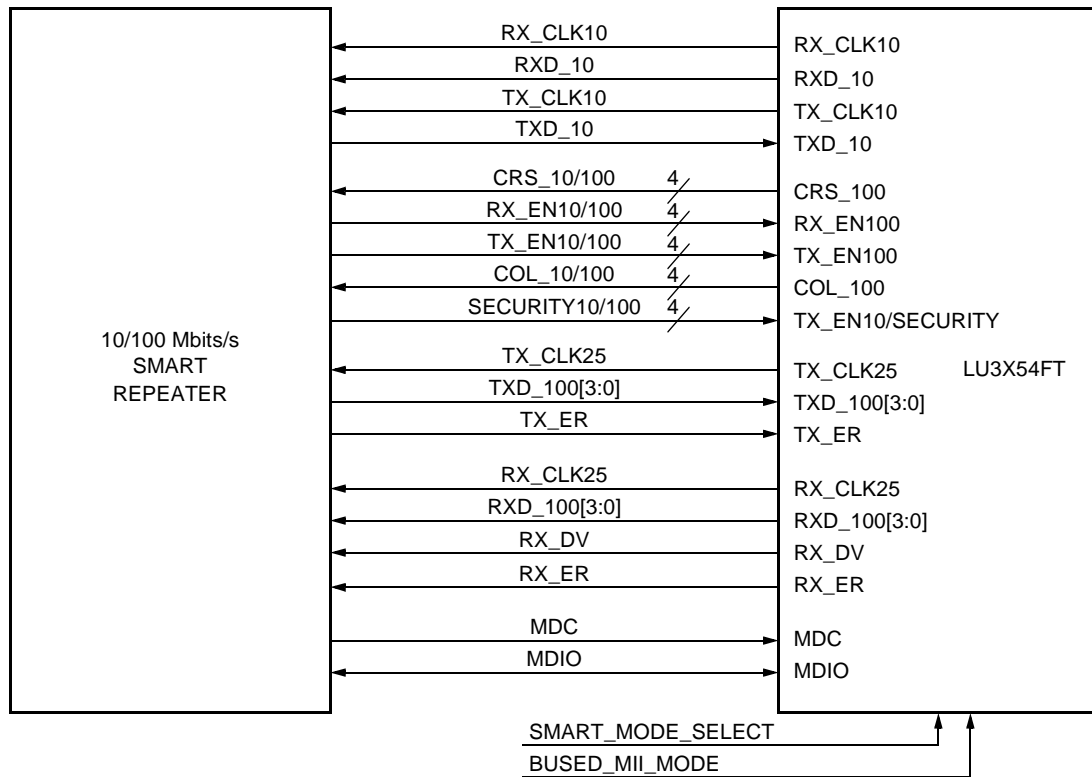 RX_CLK10 RX_CLK10
RXD_10 RXD_10
TX_CLK10 TX_CLK10
TXD_10 TXD_10
CRS_10/100 4 CRS_100
RX_EN10/100 4 RX_EN100
TX_EN10/100 4 TX_EN100
COL_10/100 4 COL_100
SECURITY10/100 4 TX_EN10/SECURITY
10/100 Mbits/s
SMART
REPEATER
TX_CLK25 TX_CLK25 LU3X54FT
TXD_100[3:0] TXD_100[3:0]
TX_ER TX_ER
RX_CLK25 RX_CLK25
RXD_100[3:0] RXD_100[3:0]
RX_DV RX_DV
RX_ER RX_ER
MDC MDC
MDIO MDIO
SMART_MODE_SELECT
BUSED_MII_MODE